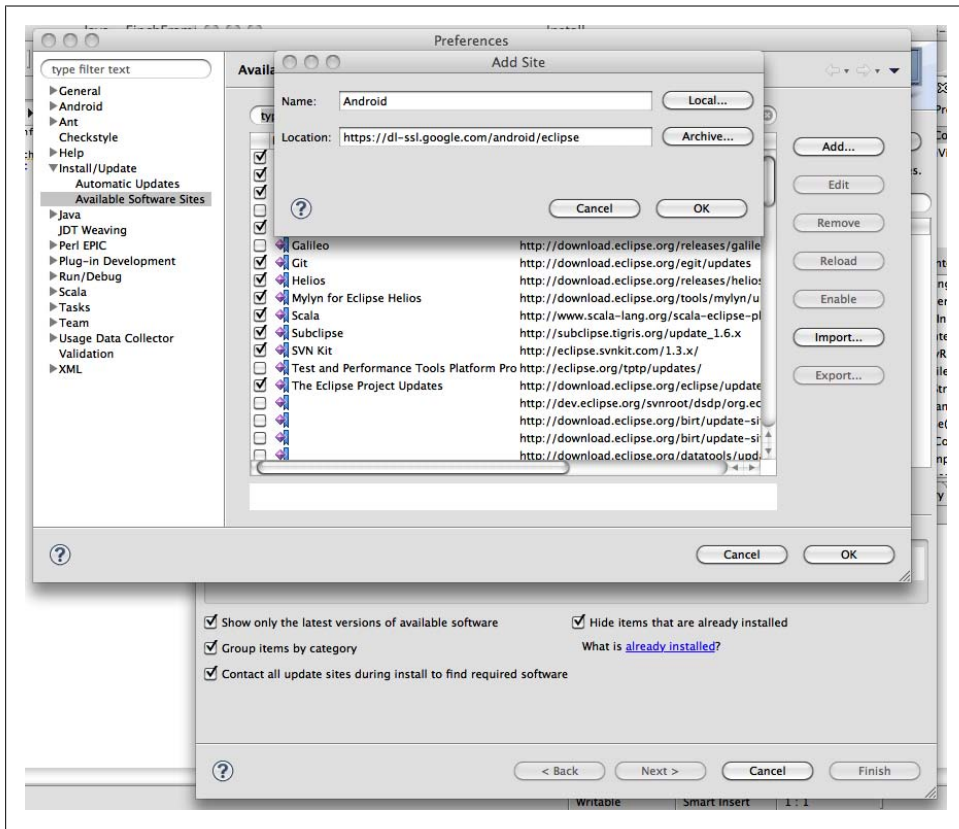 Preferences
type filter text
General
Android
Ant
Checkstyle
Help
Install/Update
Automatic Updates
Available Software Sites
Java
JDT Weaving
Perl EPIC
Plug-in Development
Run/Debug
Scala
Tasks
Team
Usage Data Collector
Validation
XML
Add Site
Name: Android Local...
Location: https://dl-ssl.google.com/android/eclipse Archive...
Cancel OK
Galileo http://download.eclipse.org/releases/galile
Git http://download.eclipse.org/egit/updates
Helios http://download.eclipse.org/releases/helios
Mylyn for Eclipse Helios http://download.eclipse.org/tools/mylyn/u
Scala http://www.scala-lang.org/scala-eclipse-pl
Subclipse http://subclipse.tigris.org/update_1.6.x
SVN Kit http://eclipse.svnkit.com/1.3.x/
Test and Performance Tools Platform Pro http://eclipse.org/tptp/updates/
The Eclipse Project Updates http://download.eclipse.org/eclipse/update
http://dev.eclipse.org/svnroot/dsdp/org.ec
http://download.eclipse.org/birt/update-si
http://download.eclipse.org/birt/update-si
http://download.eclipse.org/datatools/upd
Add...
Edit
Remove
Reload
Enable
Import...
Export...
Cancel OK
Show only the latest versions of available software
Hide items that are already installed
Group items by category
What is already installed?
Contact all update sites during install to find required software
< Back Next > Cancel Finish
Writable Smart Insert 1 : 1